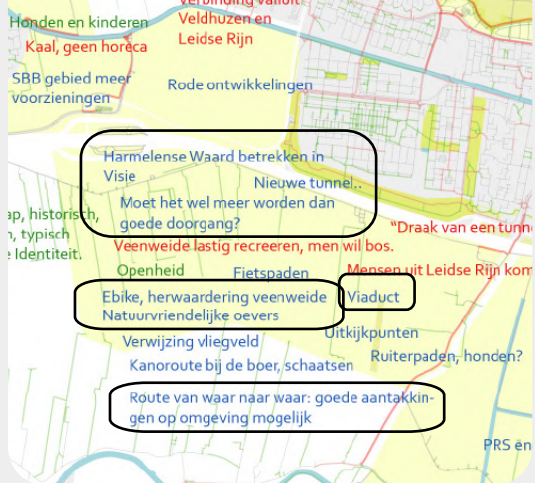 Verbinding vanuit
Veldhuzen en
Leidse Rijn
Honden en kinderen
Kaal, geen horeca
SBB gebied meer
voorzieningen
Rode ontwikkelingen
Harmelense Waard betrekken in
Visie
Nieuwe tunnel..
Moet het wel meer worden dan
goede doorgang?
ap, historisch,
n, typisch
e Identiteit.
"Draak van een tunne
Veenweide lastig recreeren, men wil bos.
Openheid
Fietspaden
Mensen uit Leidse Rijn kom
Ebike, herwaardering veenweide
Natuurvriendelijke oevers
Viaduct
Verwijzing vliegveld
Uitkijkpunten
Kanoroute bij de boer, schaatsen
Ruiterpaden, honden?
Route van waar naar waar: goede aantakkin-
gen op omgeving mogelijk
PRS en